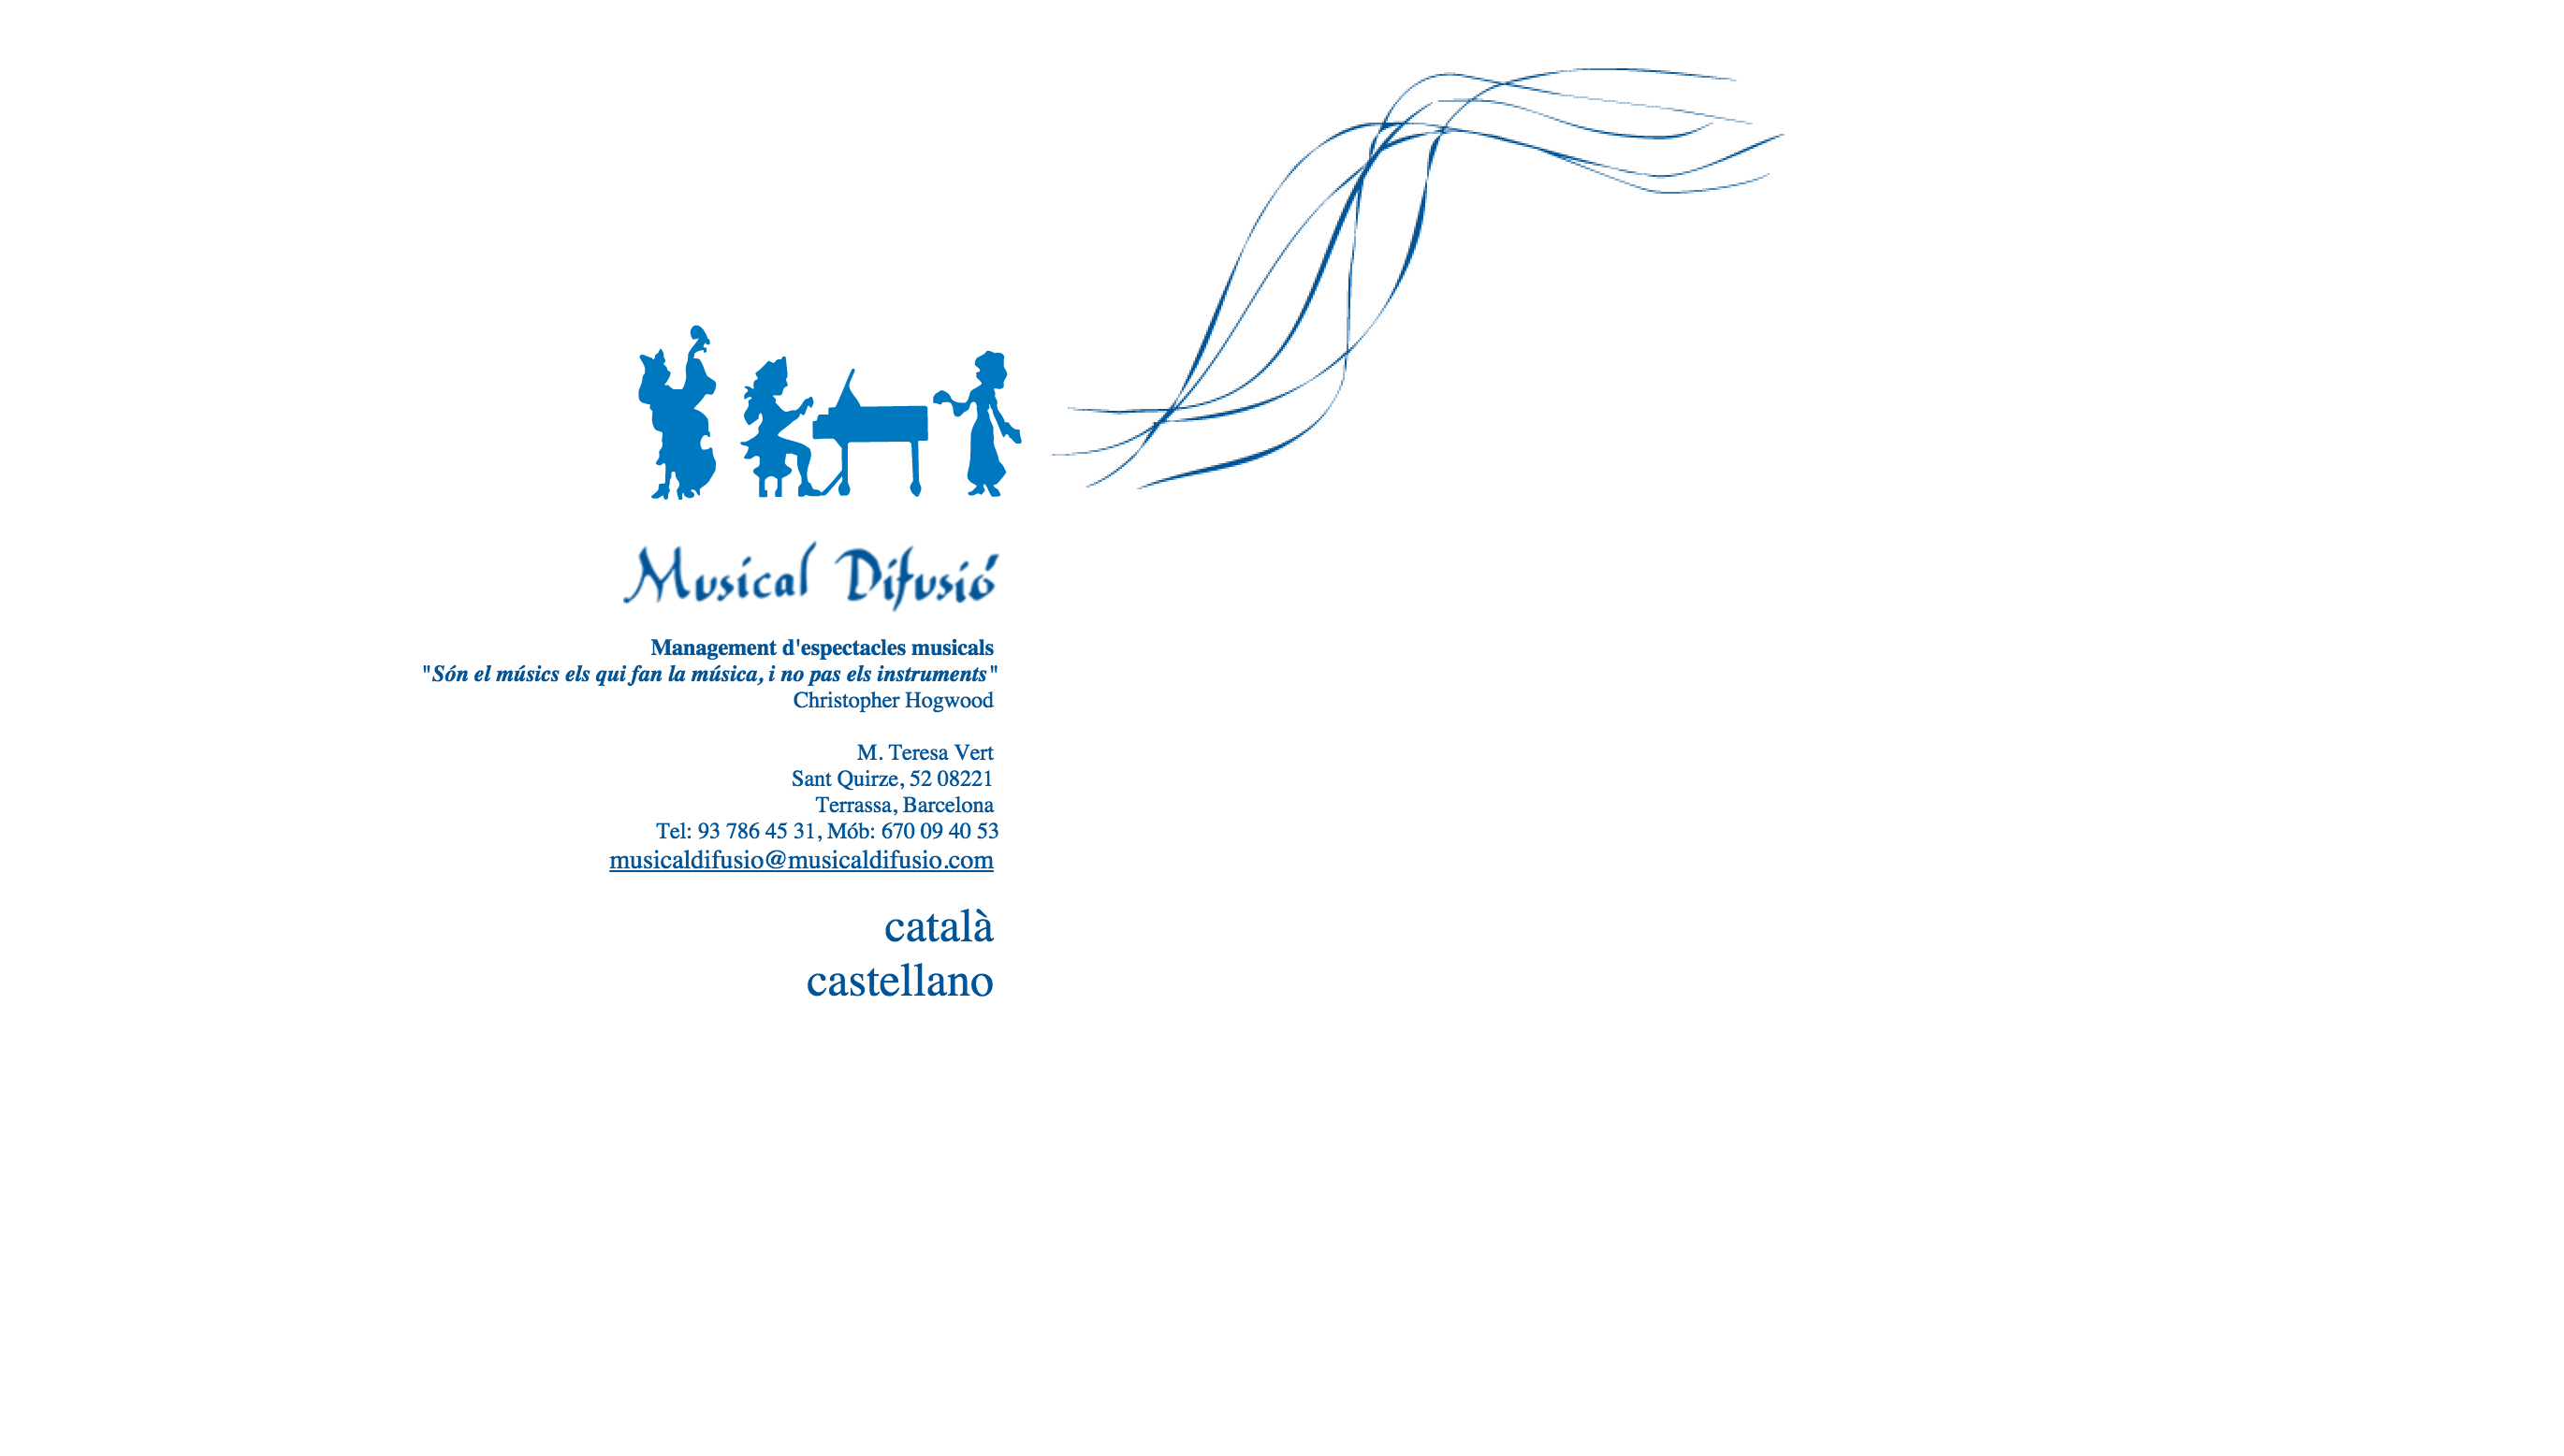 Musical Difusió
Management d'espectacles musicals
"Són el músics els qui fan la música, i no pas els instruments"
Christopher Hogwood
M. Teresa Vert
Sant Quirze, 52 08221
Terrassa, Barcelona
Tel: 93 786 45 31, Mób: 670 09 40 53
musicaldifusio@musicaldifusio.com
català
castellano